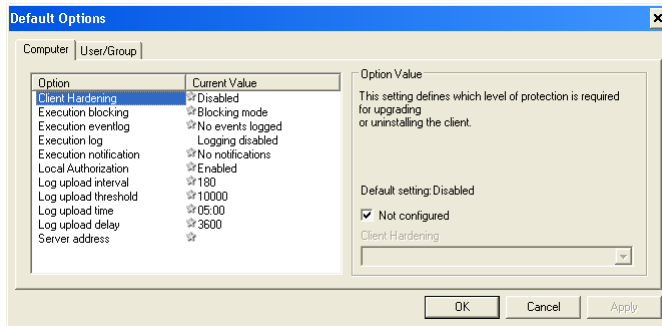 Default Options
Computer User/Group
Option Current Value
Client Hardening Disabled
Execution blocking Blocking mode
Execution eventlog No events logged
Execution log Logging disabled
Execution notification No notifications
Local Authorization Enabled
Log upload interval 180
Log upload threshold 10000
Log upload time 05:00
Log upload delay 3600
Server address
Option Value
This setting defines which level of protection is required
for upgrading
or uninstalling the client.
Default setting: Disabled
Not configured
Client Hardening
OK Cancel Apply